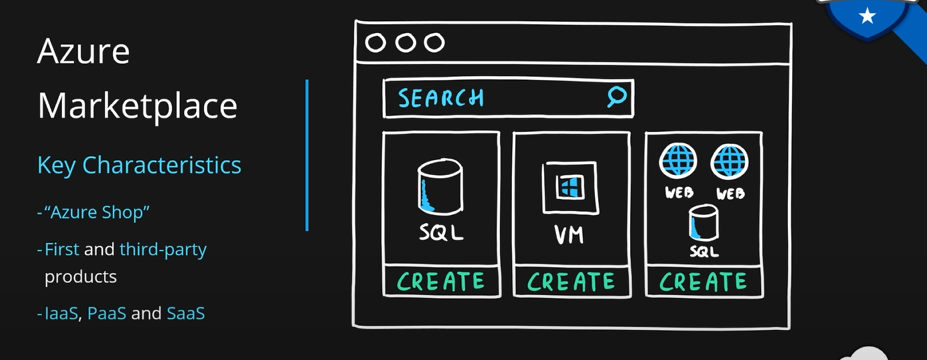 Azure
Marketplace
Key Characteristics
- “Azure Shop”
- First and third-party
products
- IaaS, PaaS and SaaS
SEARCH
SQL
CREATE
VM
CREATE
WEB WEB
SQL
CREATE